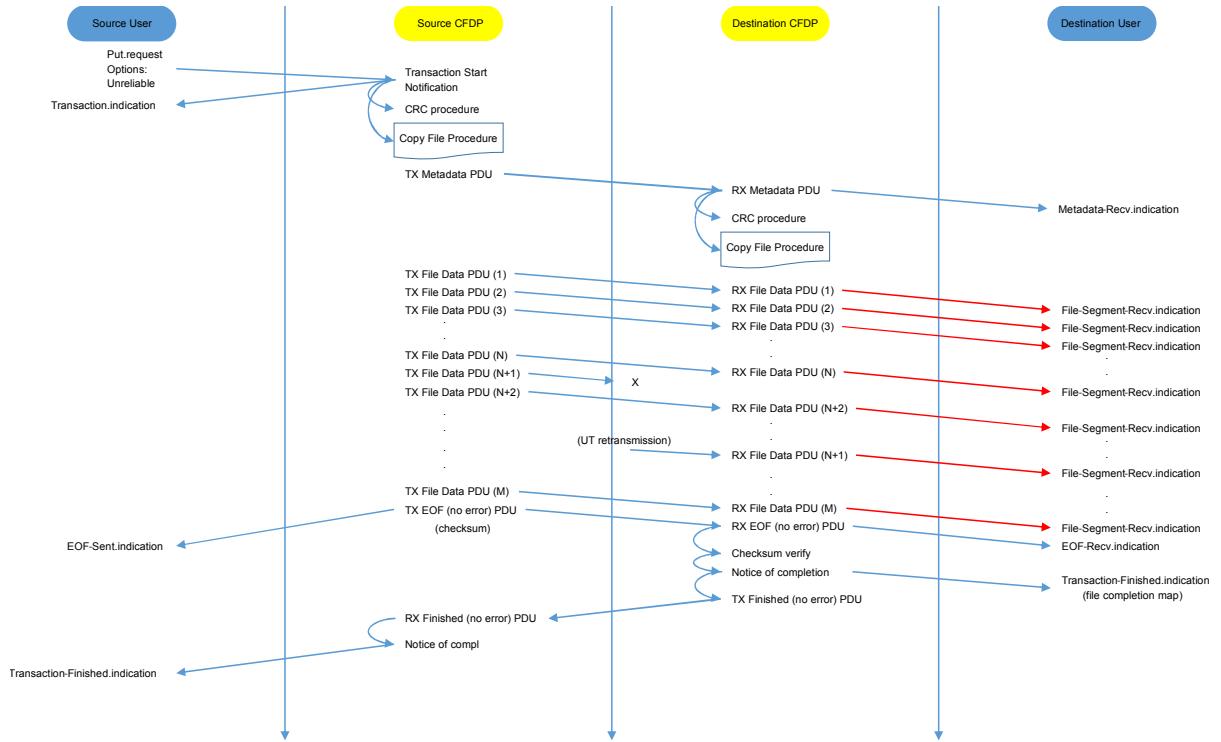 Source User
Source CFDP
Destination CFDP
Destination User
Put.request
Options:
Unreliable
Transaction Start
Notification
Transaction.indication
CRC procedure
Copy File Procedure
TX Metadata PDU
RX Metadata PDU
Metadata-Recv.indication
CRC procedure
Copy File Procedure
TX File Data PDU (1)
RX File Data PDU (1)
TX File Data PDU (2)
RX File Data PDU (2)
File-Segment-Recv.indication
TX File Data PDU (3)
RX File Data PDU (3)
File-Segment-Recv.indication
File-Segment-Recv.indication
.
.
.
.
.
.
TX File Data PDU (N)
TX File Data PDU (N+1)
RX File Data PDU (N)
X
TX File Data PDU (N+2)
File-Segment-Recv.indication
RX File Data PDU (N+2)
File-Segment-Recv.indication
.
.
.
.
.
.
.
.
(UT retransmission)
RX File Data PDU (N+1)
File-Segment-Recv.indication
.
.
.
.
TX File Data PDU (M)
RX File Data PDU (M)
TX EOF (no error) PDU
(checksum)
RX EOF (no error) PDU
File-Segment-Recv.indication
EOF-Sent.indication
EOF-Recv.indication
Checksum verify
Notice of completion
Transaction-Finished.indication
(file completion map)
TX Finished (no error) PDU
RX Finished (no error) PDU
Notice of compl
Transaction-Finished.indication